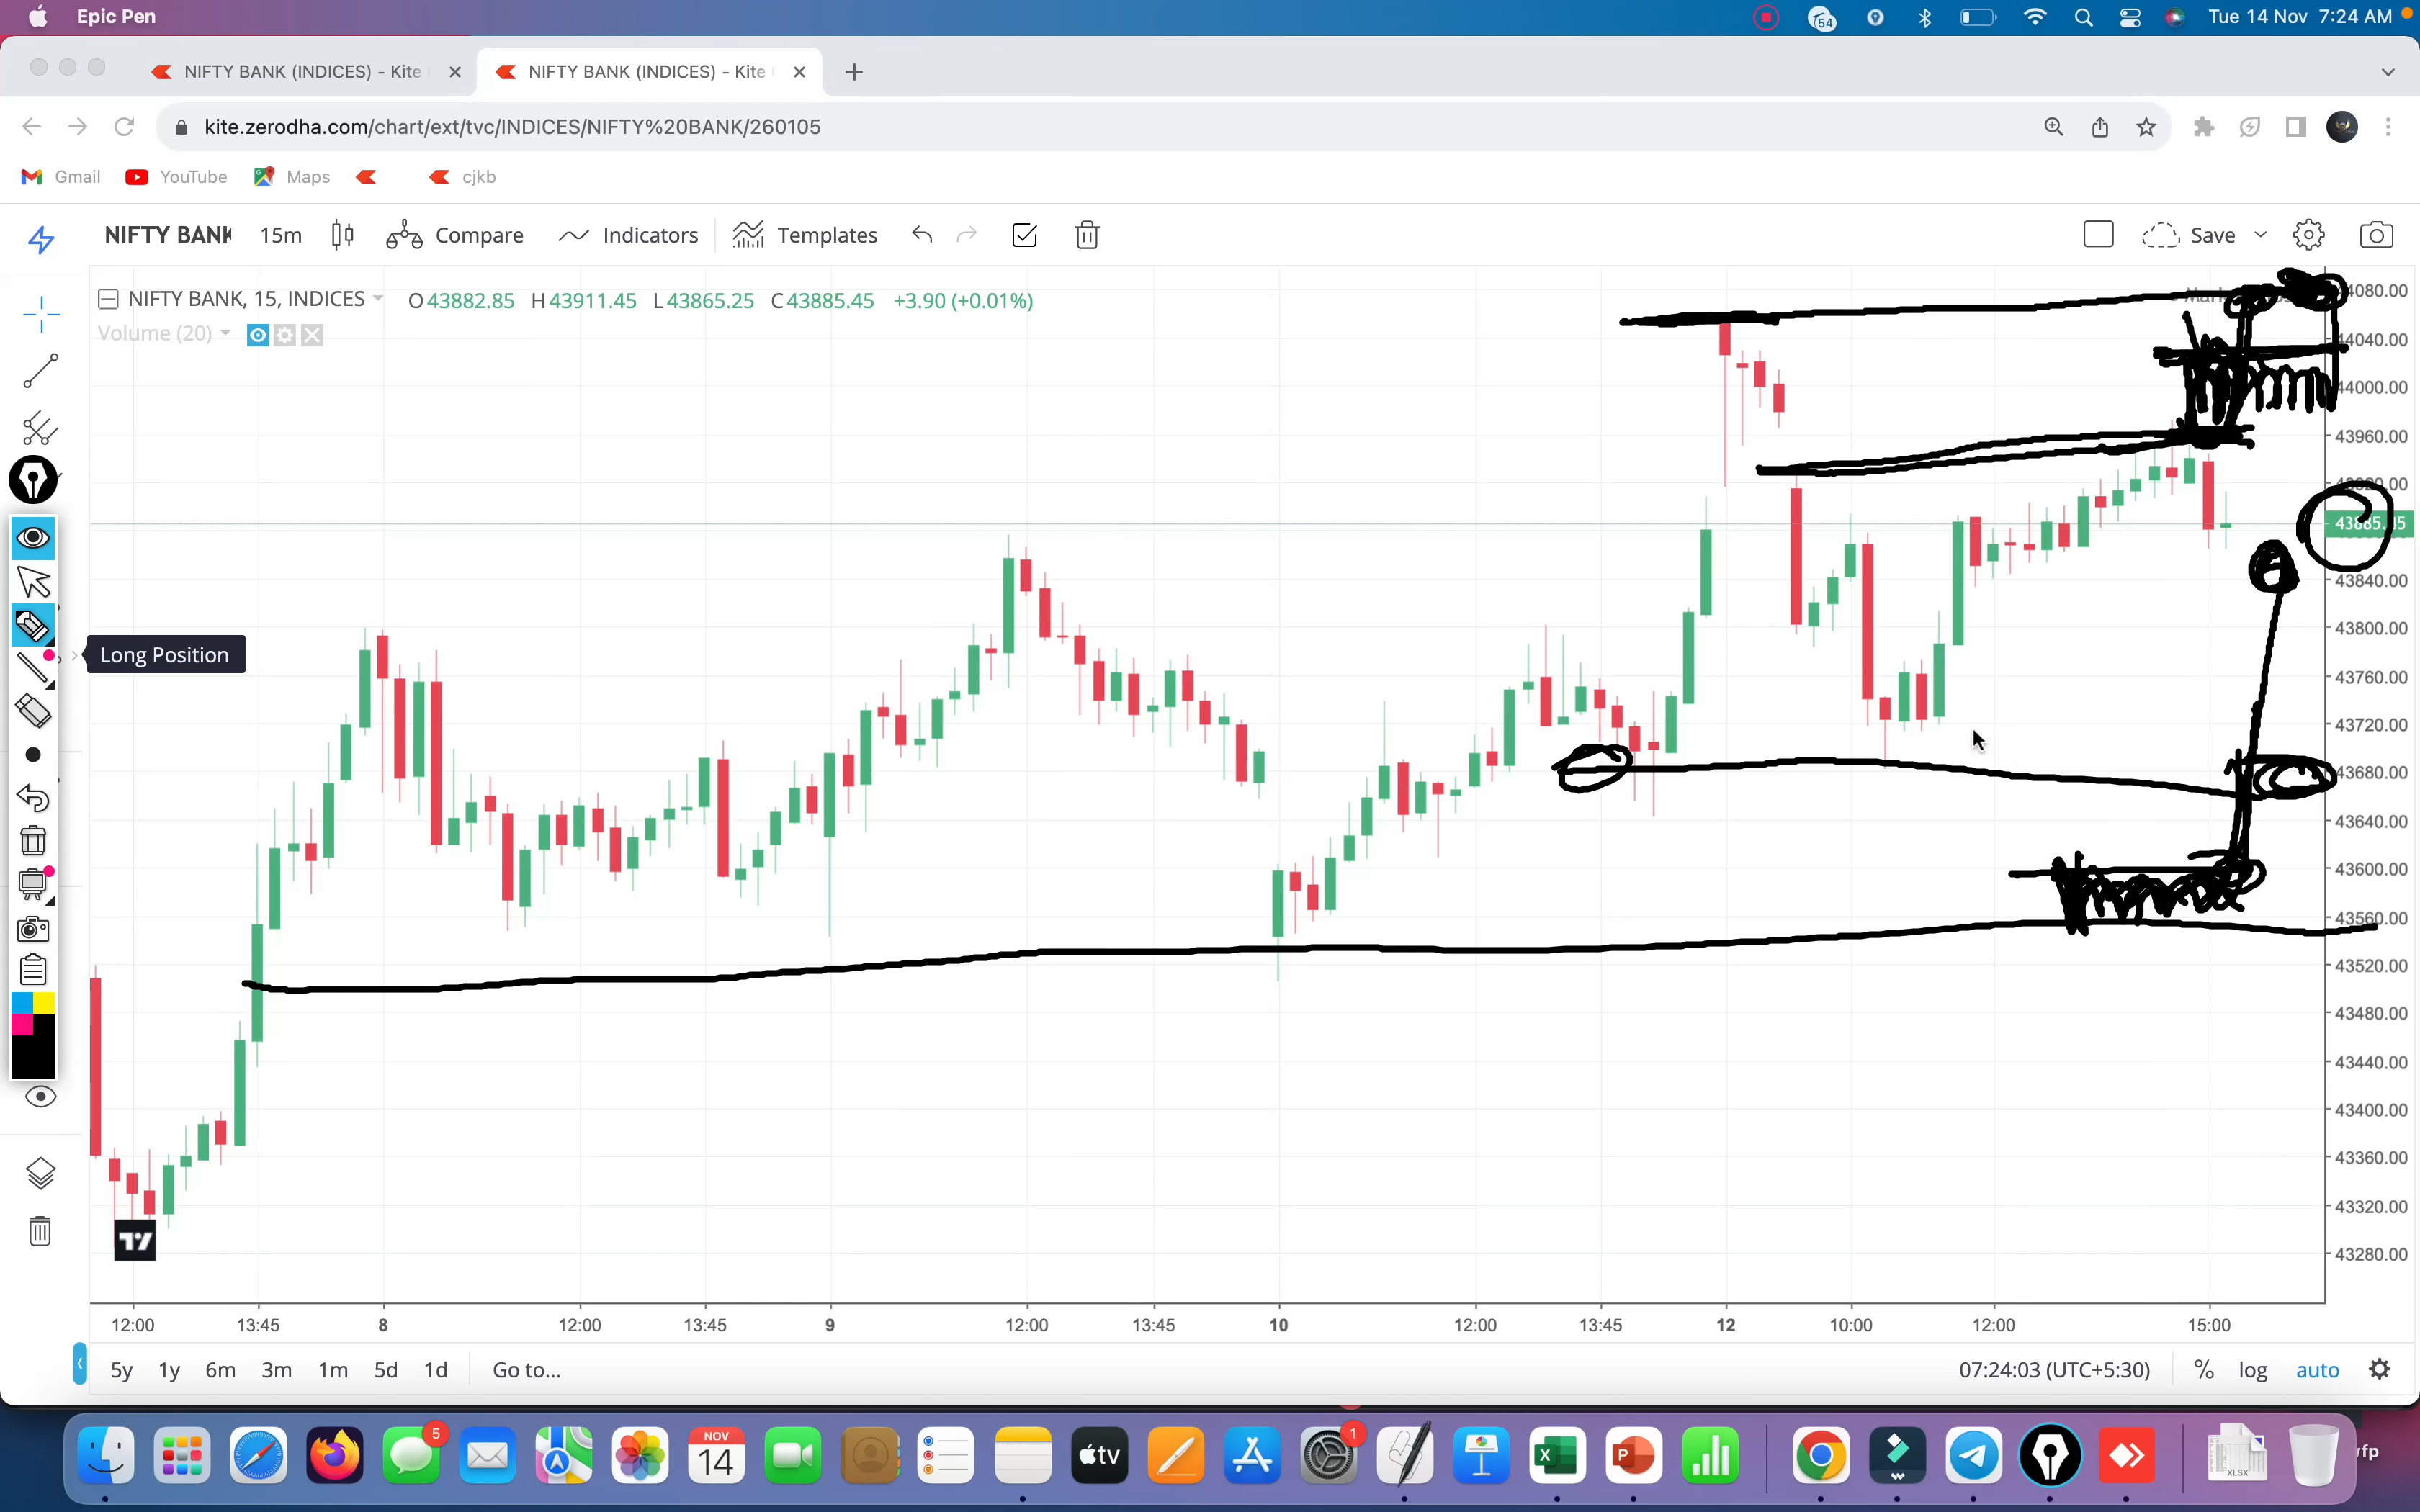 Epic Pen
54
Tue 14 Nov 7:24 AM
NIFTY BANK (INDICES) - Kite
NIFTY BANK (INDICES) - Kite
kite.zerodha.com/chart/ext/tvc/INDICES/NIFTY%20BANK/260105
Gmail
YouTube
Maps
cjkb
NIFTY BANK
15m
Compare
Indicators
Templates
Save
NIFTY BANK, 15, INDICES
O 43882.85 H 43911.45 L 43865.25 C 43885.45 +3.90 (+0.01%)
Volume (20)
Long Position
4080.00
44040.00
44000.00
43960.00
43840.00
43800.00
43760.00
43720.00
43680.00
43640.00
43600.00
43560.00
43520.00
43480.00
43440.00
43400.00
43360.00
43320.00
43280.00
12:00 13:45 8 12:00 13:45 9 12:00 13:45 10 12:00 13:45 12 10:00 12:00 15:00
5y 1y 6m 3m 1m 5d 1d Go to...
07:24:03 (UTC+5:30) % log auto
5
NOV
14
tv
1
X
P
XLSX